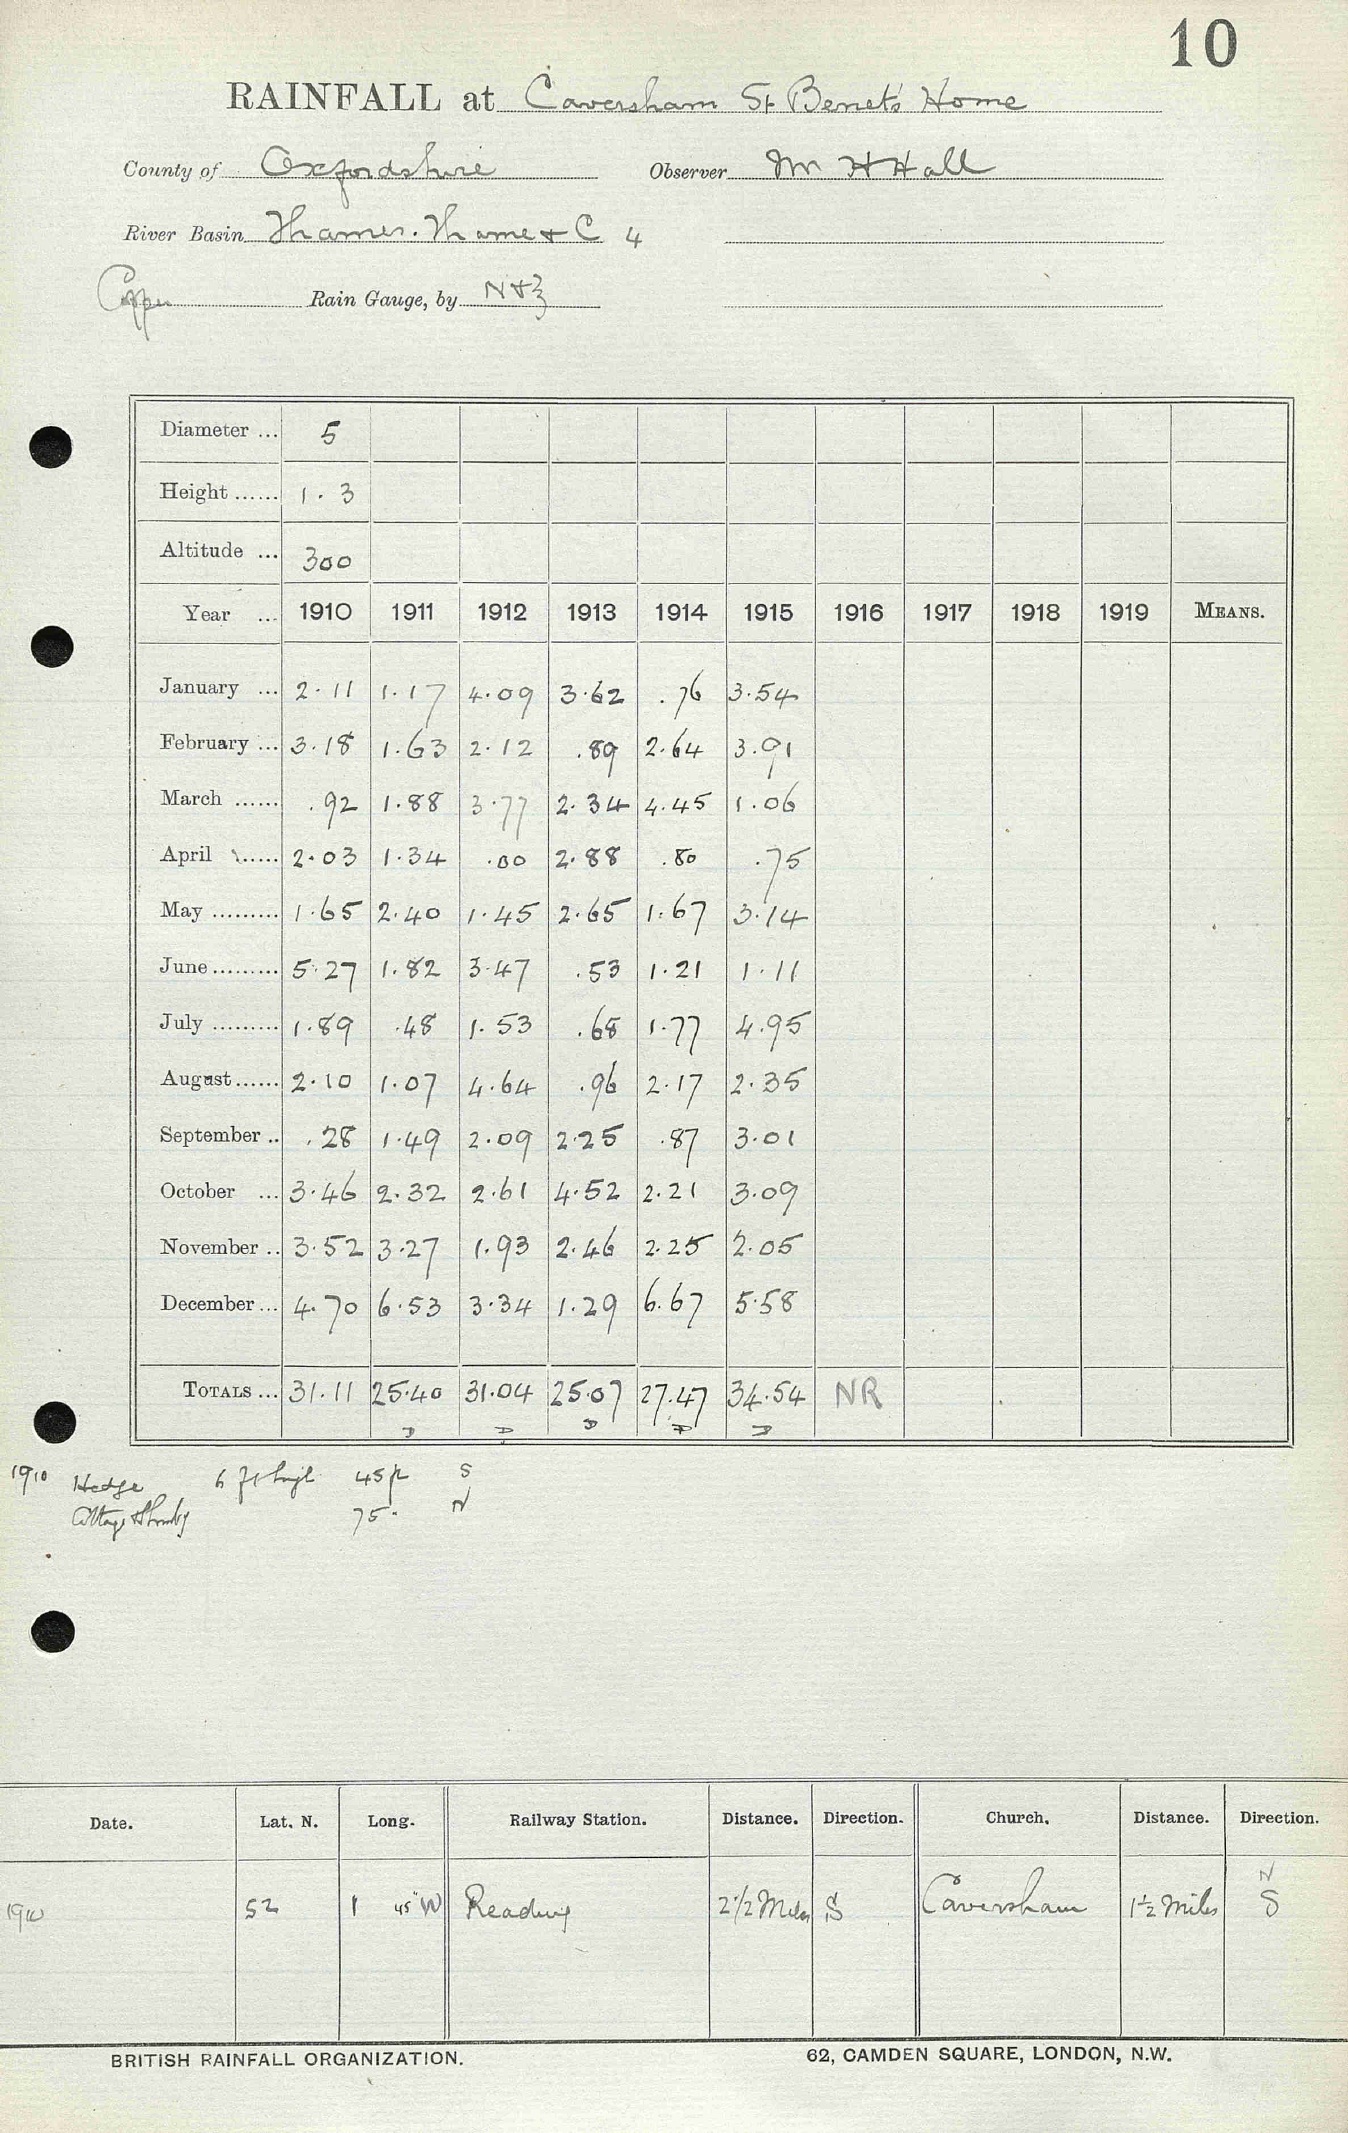 10
RAINFALL at Caversham St Benet's Home
County of Oxfordshire Observer Mr H Hall
River Basin Thames. Thame & C 4
Copper Rain Gauge, by N & Z
Diameter ... 5
Height ...... 1.3
Altitude ... 300
Year ... 1910 1911 1912 1913 1914 1915 1916 1917 1918 1919 MEANS.
January ... 2.11 1.17 4.09 3.62 .76 3.54
February ... 3.18 1.63 2.12 .89 2.64 3.91
March ...... .92 1.88 3.77 2.34 4.45 1.06
April ...... 2.03 1.34 .00 2.88 .80 .75
May ......... 1.65 2.40 1.45 2.65 1.67 3.14
June ......... 5.27 1.82 3.47 .53 1.21 1.11
July ......... 1.89 .48 1.53 .68 1.77 4.95
August ...... 2.10 1.07 4.64 .96 2.17 2.35
September .. .28 1.49 2.09 2.25 .87 3.01
October ... 3.46 2.32 2.61 4.52 2.21 3.09
November .. 3.52 3.27 1.93 2.46 2.25 2.05
December ... 4.70 6.53 3.34 1.29 6.67 5.58
TOTALS ... 31.11 25.40 31.04 25.07 27.47 34.54 NR
D D D D D
1910 Hedge 6 ft high 45 ft S
Cottage & 75. N
Date. Lat. N. Long. Railway Station. Distance. Direction. Church. Distance. Direction.
N
1910 52 1 45" W Reading 2 1/2 Miles S Caversham 1 1/2 Miles S
BRITISH RAINFALL ORGANIZATION. 62, CAMDEN SQUARE, LONDON, N.W.